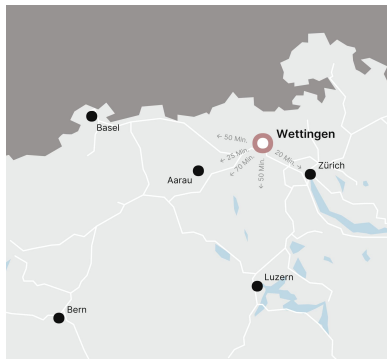 Basel
← 50 Min.
Wettingen
← 25 Min.
← 70 Min.
← 50 Min.
20 Min. →
Zürich
Aarau
Luzern
Bern